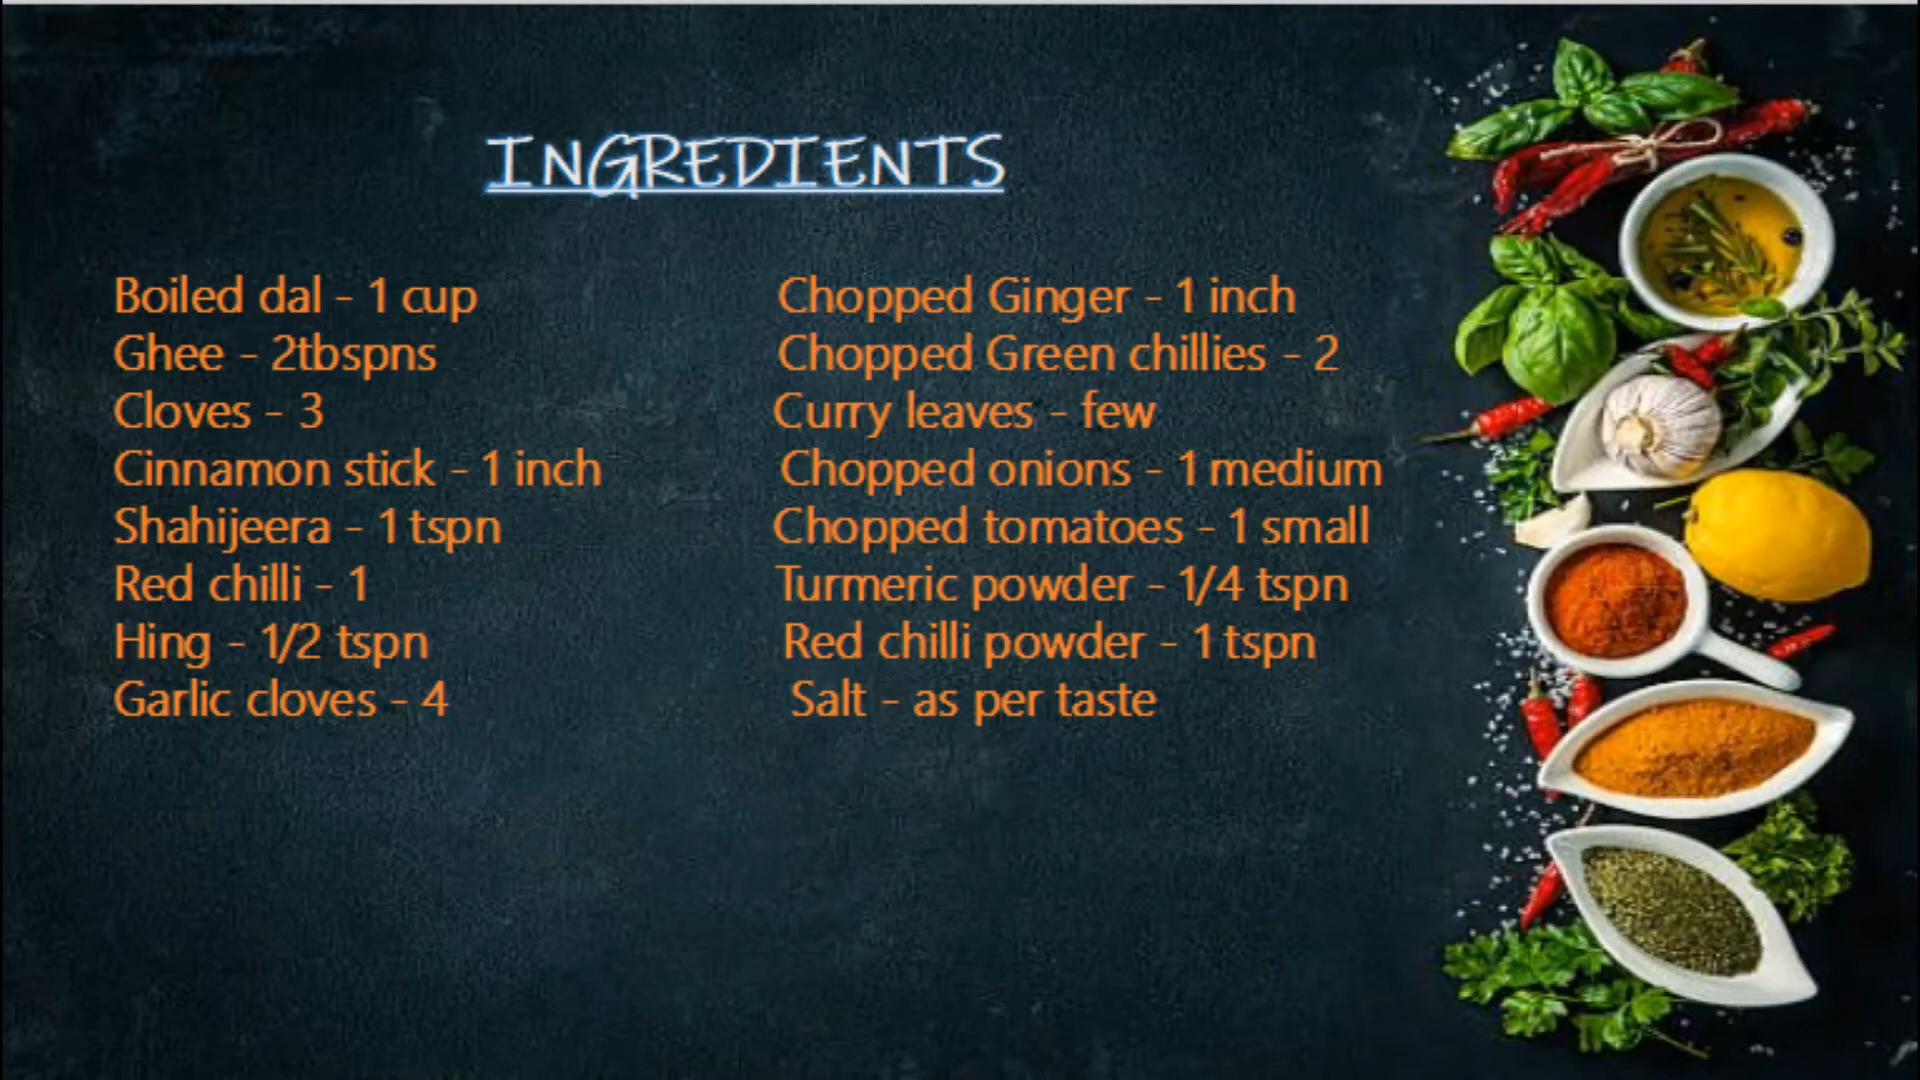 INGREDIENTS
Boiled dal - 1 cup
Ghee - 2tbspns
Cloves - 3
Cinnamon stick - 1 inch
Shahijeera - 1 tspn
Red chilli - 1
Hing - 1/2 tspn
Garlic cloves - 4
Chopped Ginger - 1 inch
Chopped Green chillies - 2
Curry leaves - few
Chopped onions - 1 medium
Chopped tomatoes - 1 small
Turmeric powder - 1/4 tspn
Red chilli powder - 1 tspn
Salt - as per taste